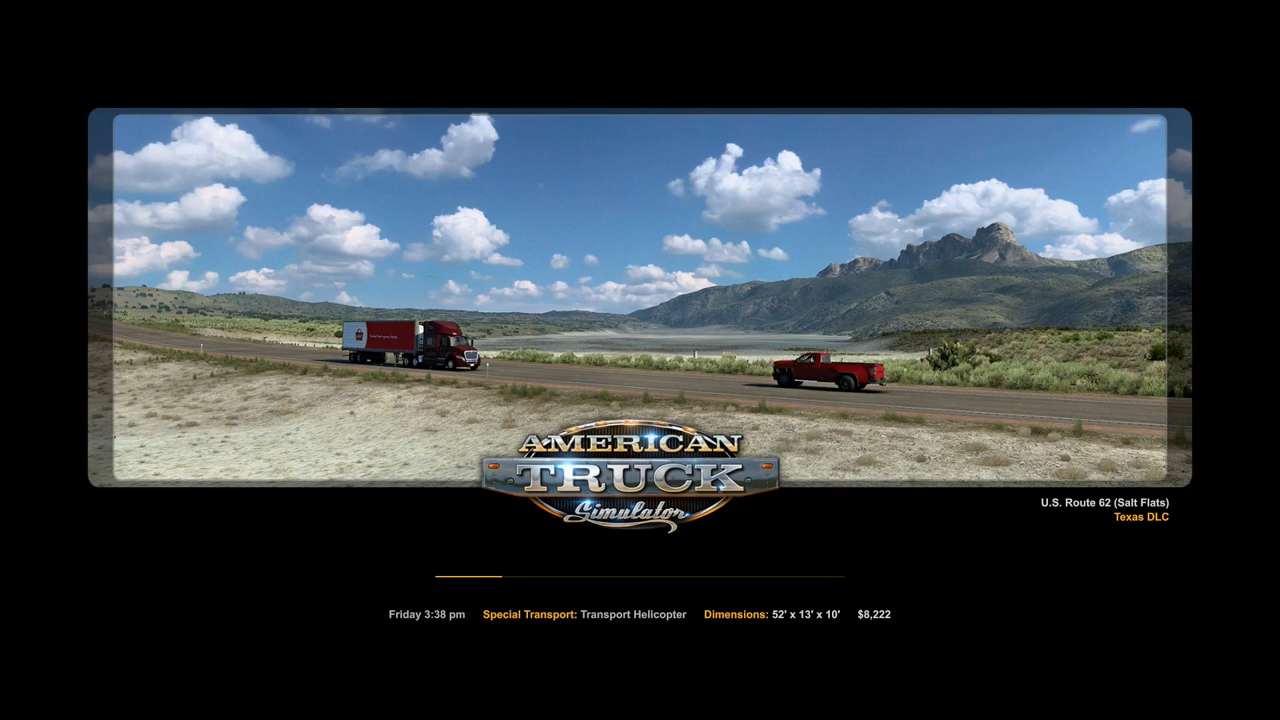 AMERICAN
TRUCK
Simulator
U.S. Route 62 (Salt Flats)
Texas DLC
Friday 3:38 pm Special Transport: Transport Helicopter Dimensions: 52' x 13' x 10' $8,222